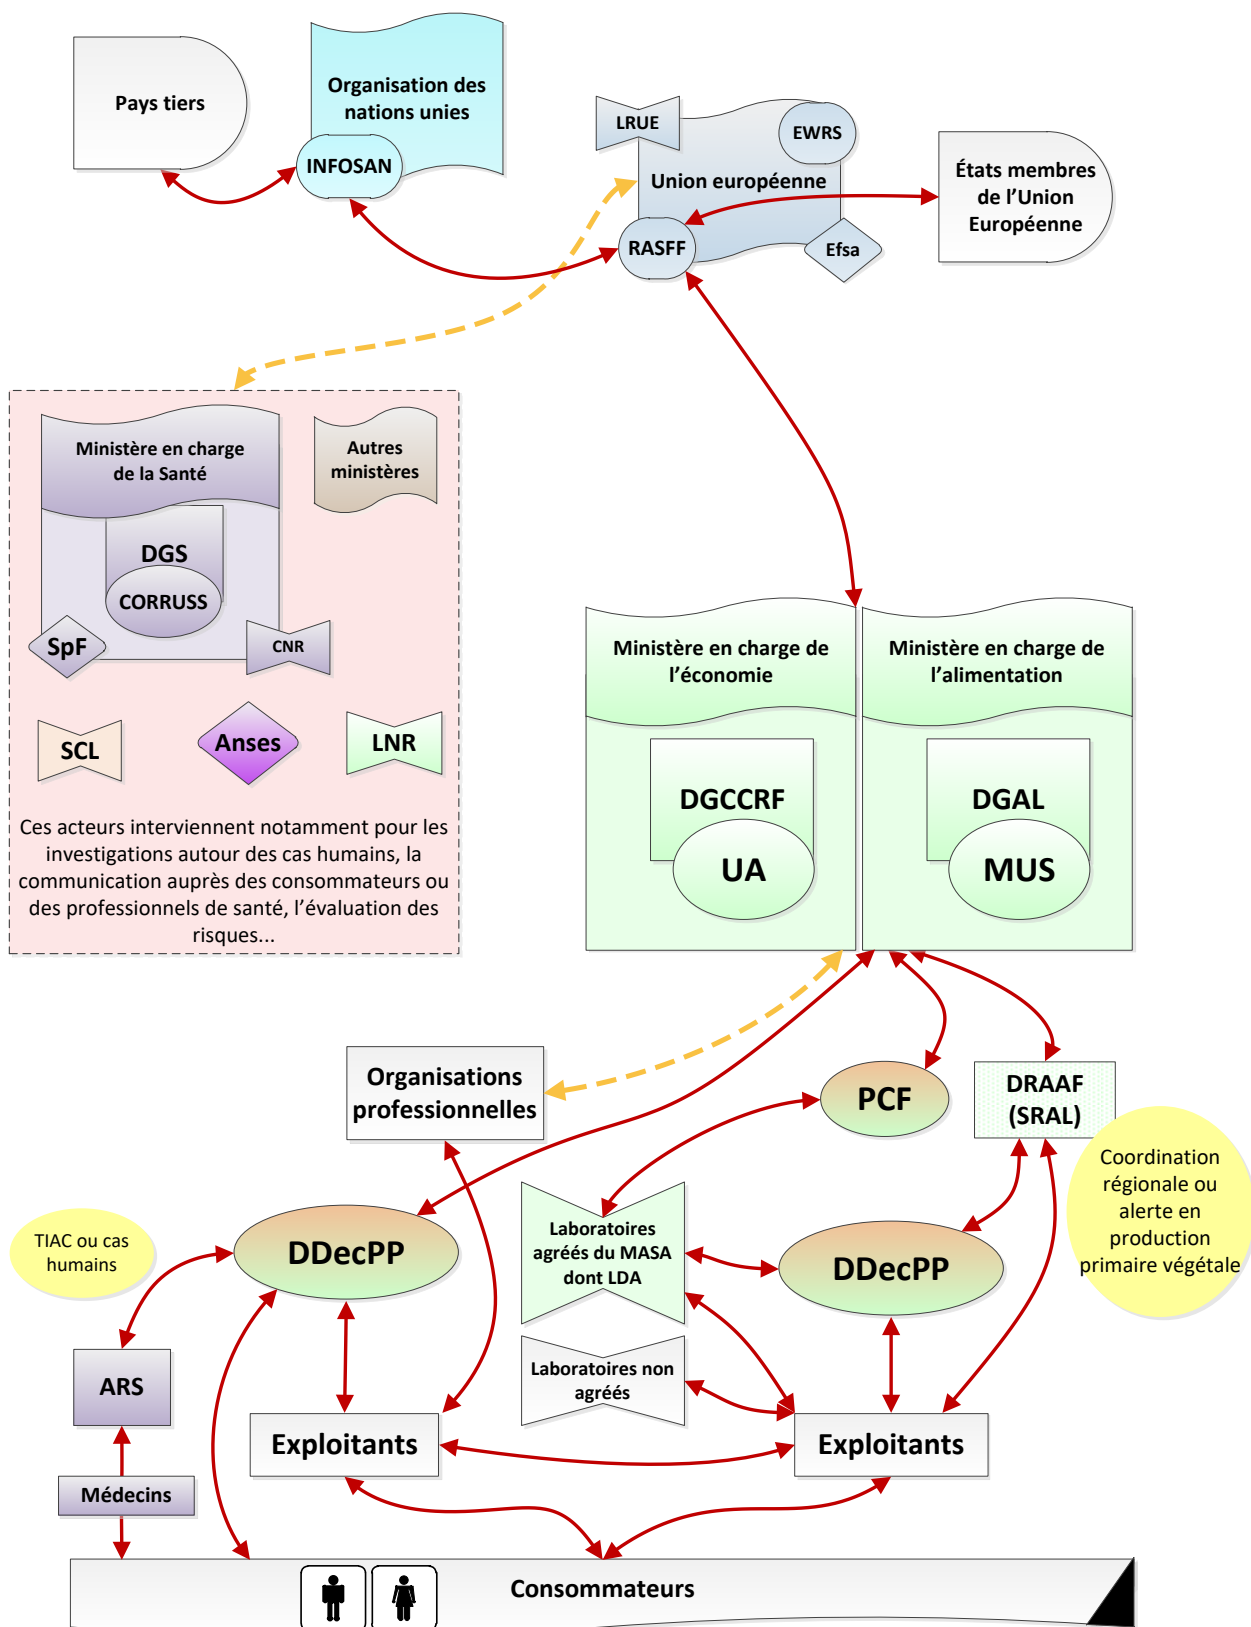 Pays tiers
Organisation des
nations unies
INFOSAN
LRUE
EWRS
Union européenne
RASFF
Efsa
États membres
de l’Union
Européenne
Ministère en charge
de la Santé
Autres
ministères
DGS
CORRUSS
SpF
CNR
SCL
Anses
LNR
Ces acteurs interviennent notamment pour les
investigations autour des cas humains, la
communication auprès des consommateurs ou
des professionnels de santé, l’évaluation des
risques...
Ministère en charge de
l’économie
Ministère en charge de
l’alimentation
DGCCRF
UA
DGAL
MUS
Organisations
professionnelles
PCF
DRAAF
(SRAL)
Coordination
régionale ou
alerte en
production
primaire végétale
TIAC ou cas
humains
DDecPP
Laboratoires
agréés du MASA
dont LDA
DDecPP
Laboratoires non
agréés
ARS
Exploitants
Exploitants
Médecins
Consommateurs